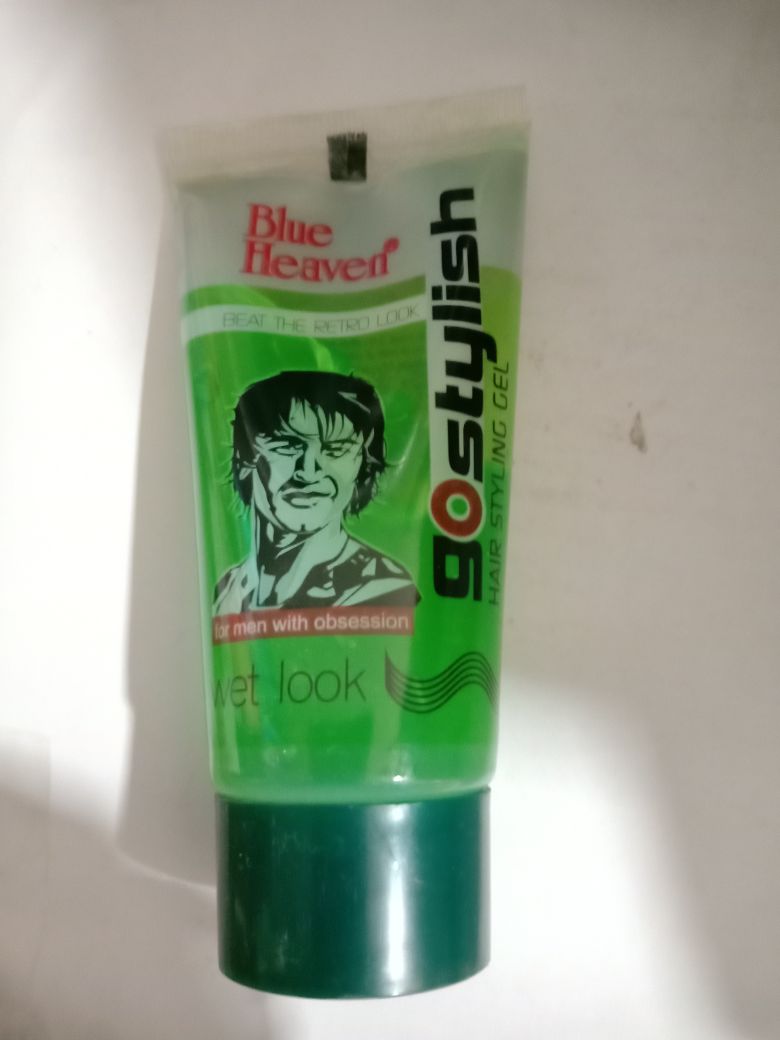 Blue
Heaven
BEAT THE RETRO LOOK
gostylish
HAIR STYLING GEL
for men with obsession
wet look